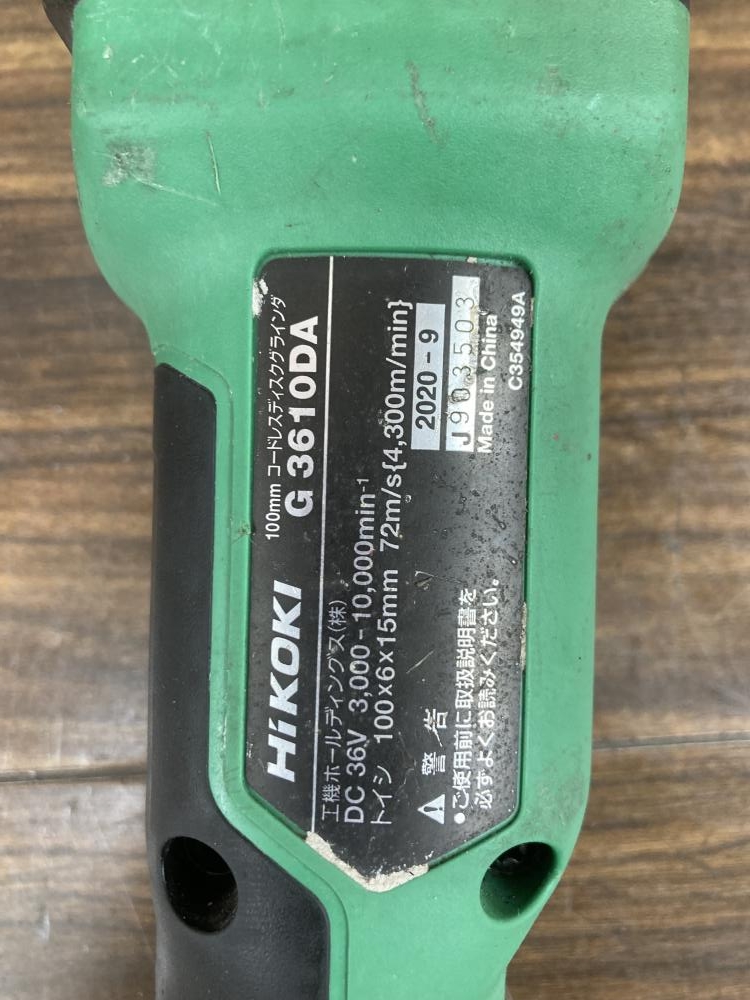 HiKOKI
100mm コードレスディスクグラインダ
G 3610DA
工機ホールディングス(株)
DC 36V 3,000-10,000min-1
トイシ 100×6×15mm 72m/s{4,300m/min}
2020-9
J903503
Made in China
C354949A
⚠ 警告
●ご使用前に取扱説明書を
必ずよくお読みください。